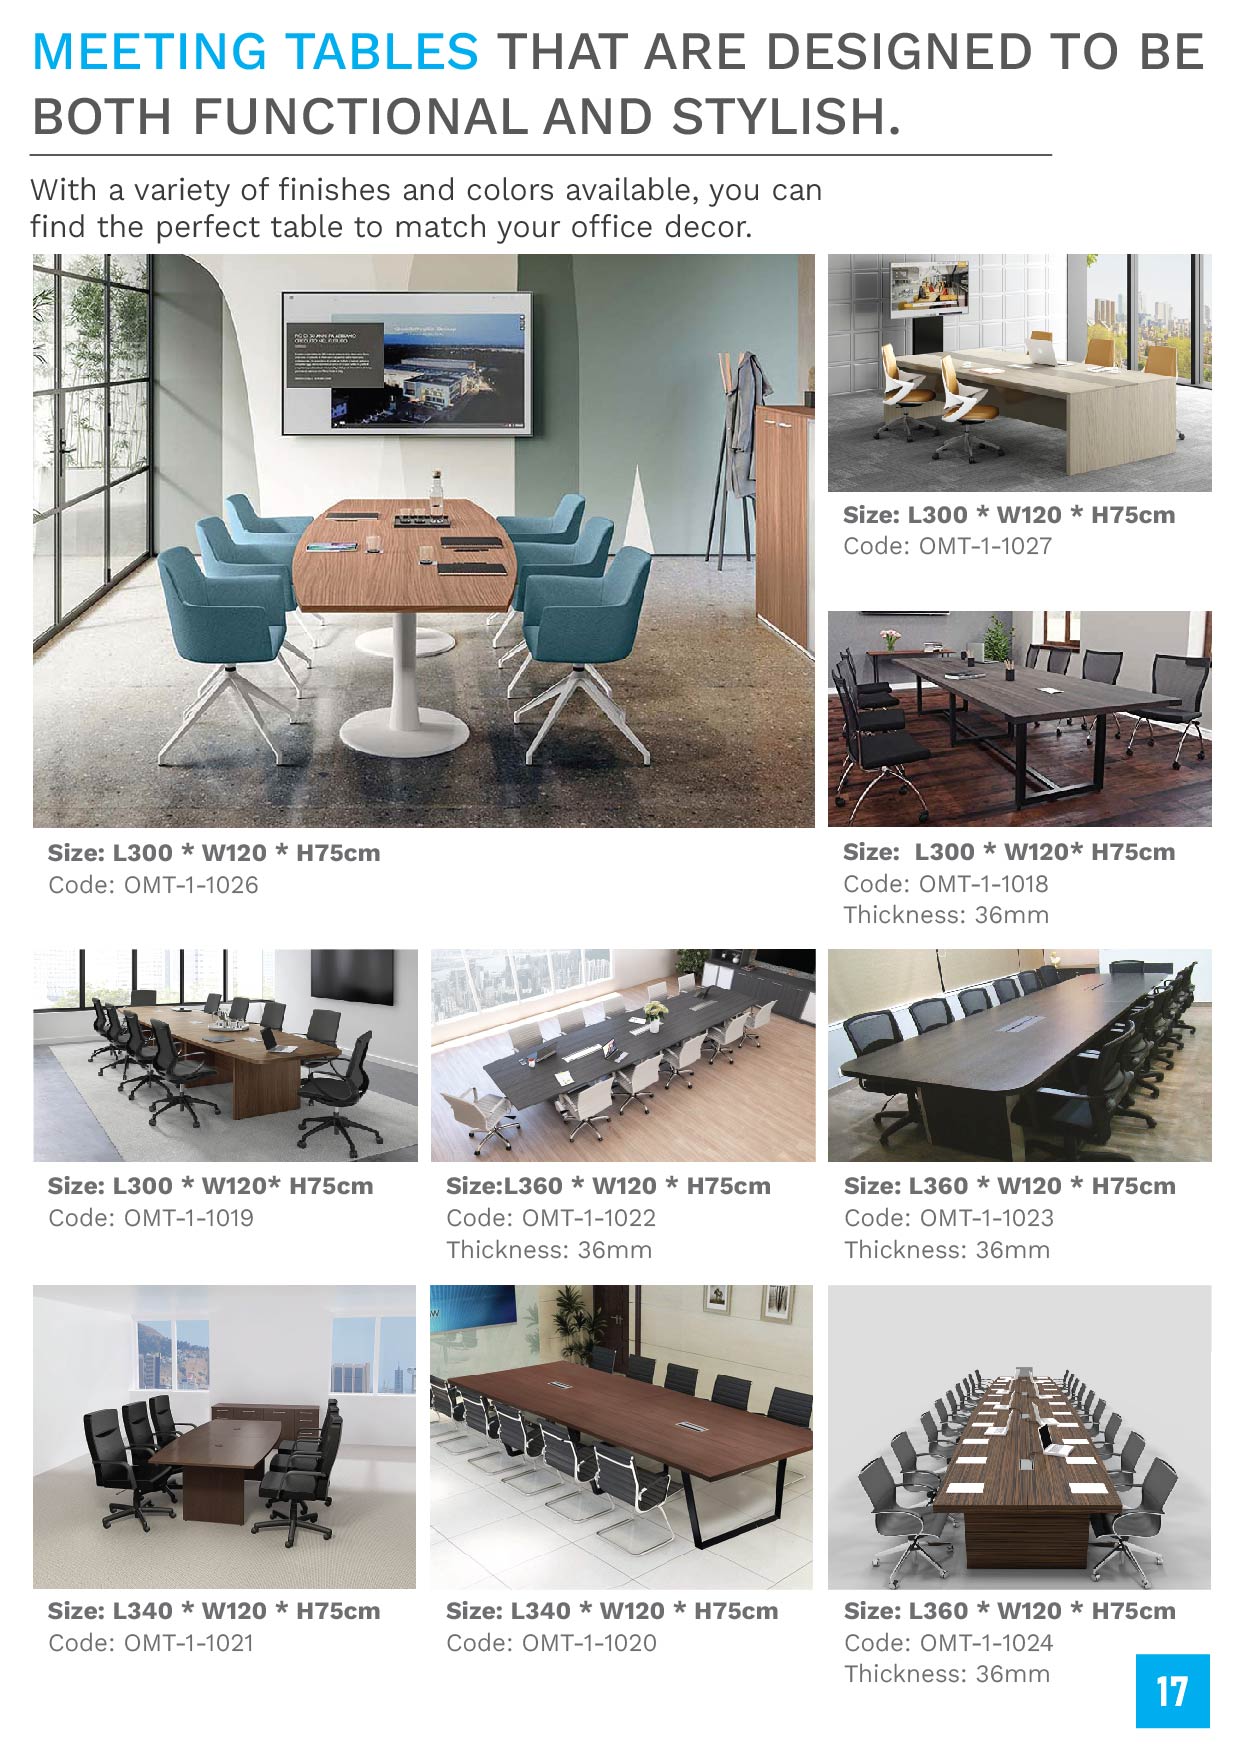 MEETING TABLES THAT ARE DESIGNED TO BE
BOTH FUNCTIONAL AND STYLISH.
With a variety of finishes and colors available, you can
find the perfect table to match your office decor.
Size: L300 * W120 * H75cm
Code: OMT-1-1027
Size: L300 * W120 * H75cm
Code: OMT-1-1026
Size:  L300 * W120* H75cm
Code: OMT-1-1018
Thickness: 36mm
Size: L300 * W120* H75cm
Code: OMT-1-1019
Size:L360 * W120 * H75cm
Code: OMT-1-1022
Thickness: 36mm
Size: L360 * W120 * H75cm
Code: OMT-1-1023
Thickness: 36mm
Size: L340 * W120 * H75cm
Code: OMT-1-1021
Size: L340 * W120 * H75cm
Code: OMT-1-1020
Size: L360 * W120 * H75cm
Code: OMT-1-1024
Thickness: 36mm
17